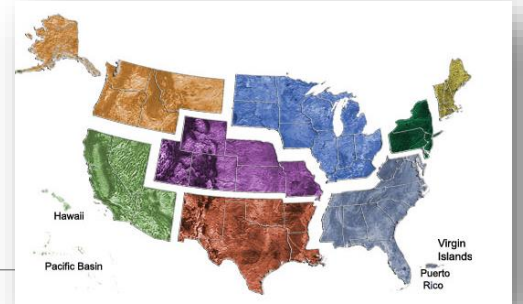 Hawaii
Pacific Basin
Virgin
Islands
Puerto
Rico